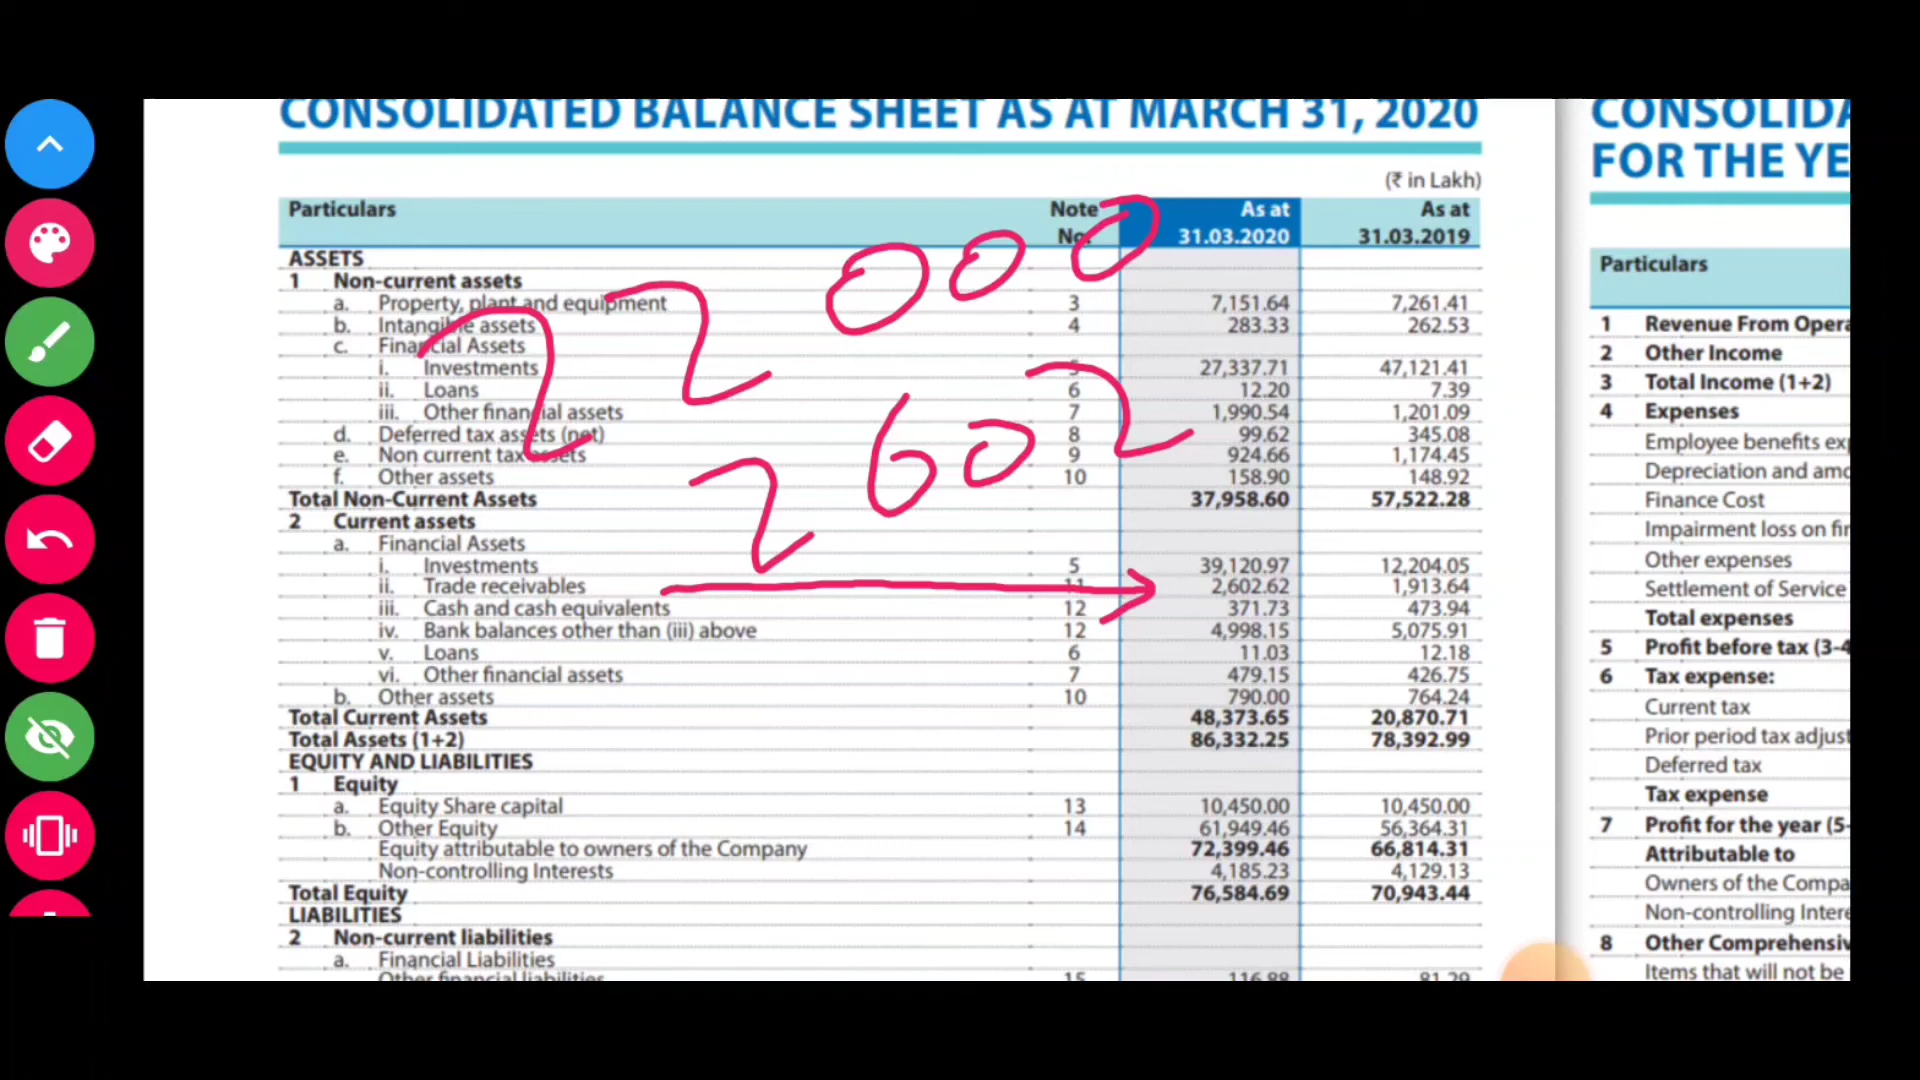 CONSOLIDATED BALANCE SHEET AS AT MARCH 31, 2020
(₹ in Lakh)
Particulars Note No. As at 31.03.2020 As at 31.03.2019
ASSETS
1 Non-current assets
a. Property, plant and equipment 3 7,151.64 7,261.41
b. Intangible assets 4 283.33 262.53
c. Financial Assets
i. Investments 5 27,337.71 47,121.41
ii. Loans 6 12.20 7.39
iii. Other financial assets 7 1,990.54 1,201.09
d. Deferred tax assets (net) 8 99.62 345.08
e. Non current tax assets 9 924.66 1,174.45
f. Other assets 10 158.90 148.92
Total Non-Current Assets 37,958.60 57,522.28
2 Current assets
a. Financial Assets
i. Investments 5 39,120.97 12,204.05
ii. Trade receivables 11 2,602.62 1,913.64
iii. Cash and cash equivalents 12 371.73 473.94
iv. Bank balances other than (iii) above 12 4,998.15 5,075.91
v. Loans 6 11.03 12.18
vi. Other financial assets 7 479.15 426.75
b. Other assets 10 790.00 764.24
Total Current Assets 48,373.65 20,870.71
Total Assets (1+2) 86,332.25 78,392.99
EQUITY AND LIABILITIES
1 Equity
a. Equity Share capital 13 10,450.00 10,450.00
b. Other Equity 14 61,949.46 56,364.31
Equity attributable to owners of the Company 72,399.46 66,814.31
Non-controlling Interests 4,185.23 4,129.13
Total Equity 76,584.69 70,943.44
LIABILITIES
2 Non-current liabilities
a. Financial Liabilities
Other financial liabilities 15 116.88 81.29
22 000
2 602
CONSOLIDA
FOR THE YE
Particulars
1 Revenue From Opera
2 Other Income
3 Total Income (1+2)
4 Expenses
Employee benefits exp
Depreciation and amo
Finance Cost
Impairment loss on fin
Other expenses
Settlement of Service
Total expenses
5 Profit before tax (3-4
6 Tax expense:
Current tax
Prior period tax adjust
Deferred tax
Tax expense
7 Profit for the year (5-
Attributable to
Owners of the Compa
Non-controlling Intere
8 Other Comprehensiv
Items that will not be